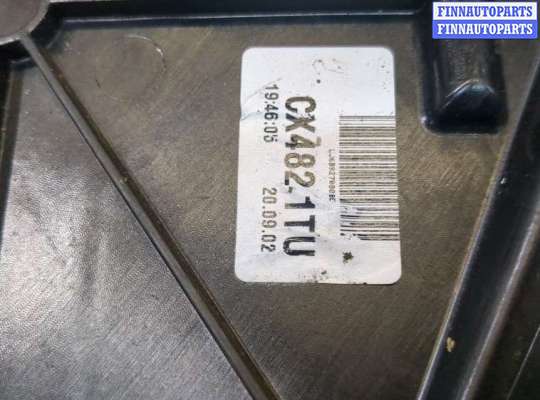 FINNAUTOPARTS
FINNAUTOPARTS
CX482-1TU
19:46:05
20.09.02